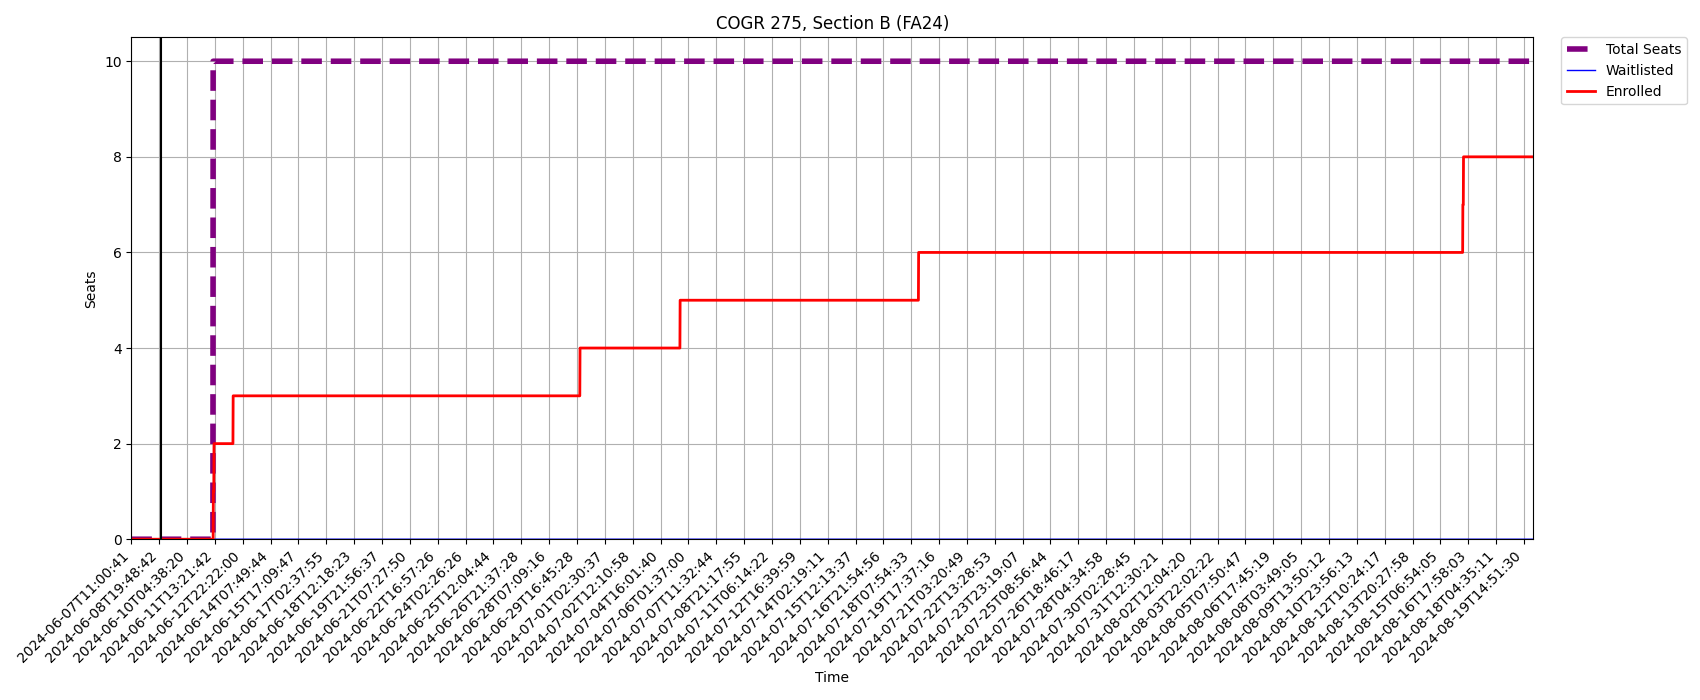 COGR 275, Section B (FA24)
Total Seats
Waitlisted
Enrolled
Seats
10
8
6
4
2
0
2024-06-07T11:00:41
2024-06-08T19:48:42
2024-06-10T04:38:20
2024-06-11T13:21:42
2024-06-12T22:22:00
2024-06-14T07:49:44
2024-06-15T17:09:47
2024-06-17T02:37:55
2024-06-18T12:18:23
2024-06-19T21:56:37
2024-06-21T07:27:50
2024-06-22T16:57:26
2024-06-24T02:26:26
2024-06-25T12:04:44
2024-06-26T21:37:28
2024-06-28T07:09:16
2024-06-29T16:45:28
2024-07-01T02:30:37
2024-07-02T12:10:58
2024-07-04T16:01:40
2024-07-06T01:37:00
2024-07-07T11:32:44
2024-07-08T21:17:55
2024-07-11T06:14:22
2024-07-12T16:39:59
2024-07-14T02:19:11
2024-07-15T12:13:37
2024-07-16T21:54:56
2024-07-18T07:54:33
2024-07-19T17:37:16
2024-07-21T03:20:49
2024-07-22T13:28:53
2024-07-23T23:19:07
2024-07-25T08:56:44
2024-07-26T18:46:17
2024-07-28T04:34:58
2024-07-30T02:28:45
2024-07-31T12:30:21
2024-08-02T12:04:20
2024-08-03T22:02:22
2024-08-05T07:50:47
2024-08-06T17:45:19
2024-08-08T03:49:05
2024-08-09T13:50:12
2024-08-10T23:56:13
2024-08-12T10:24:17
2024-08-13T20:27:58
2024-08-15T06:54:05
2024-08-16T17:58:03
2024-08-18T04:35:11
2024-08-19T14:51:30
Time